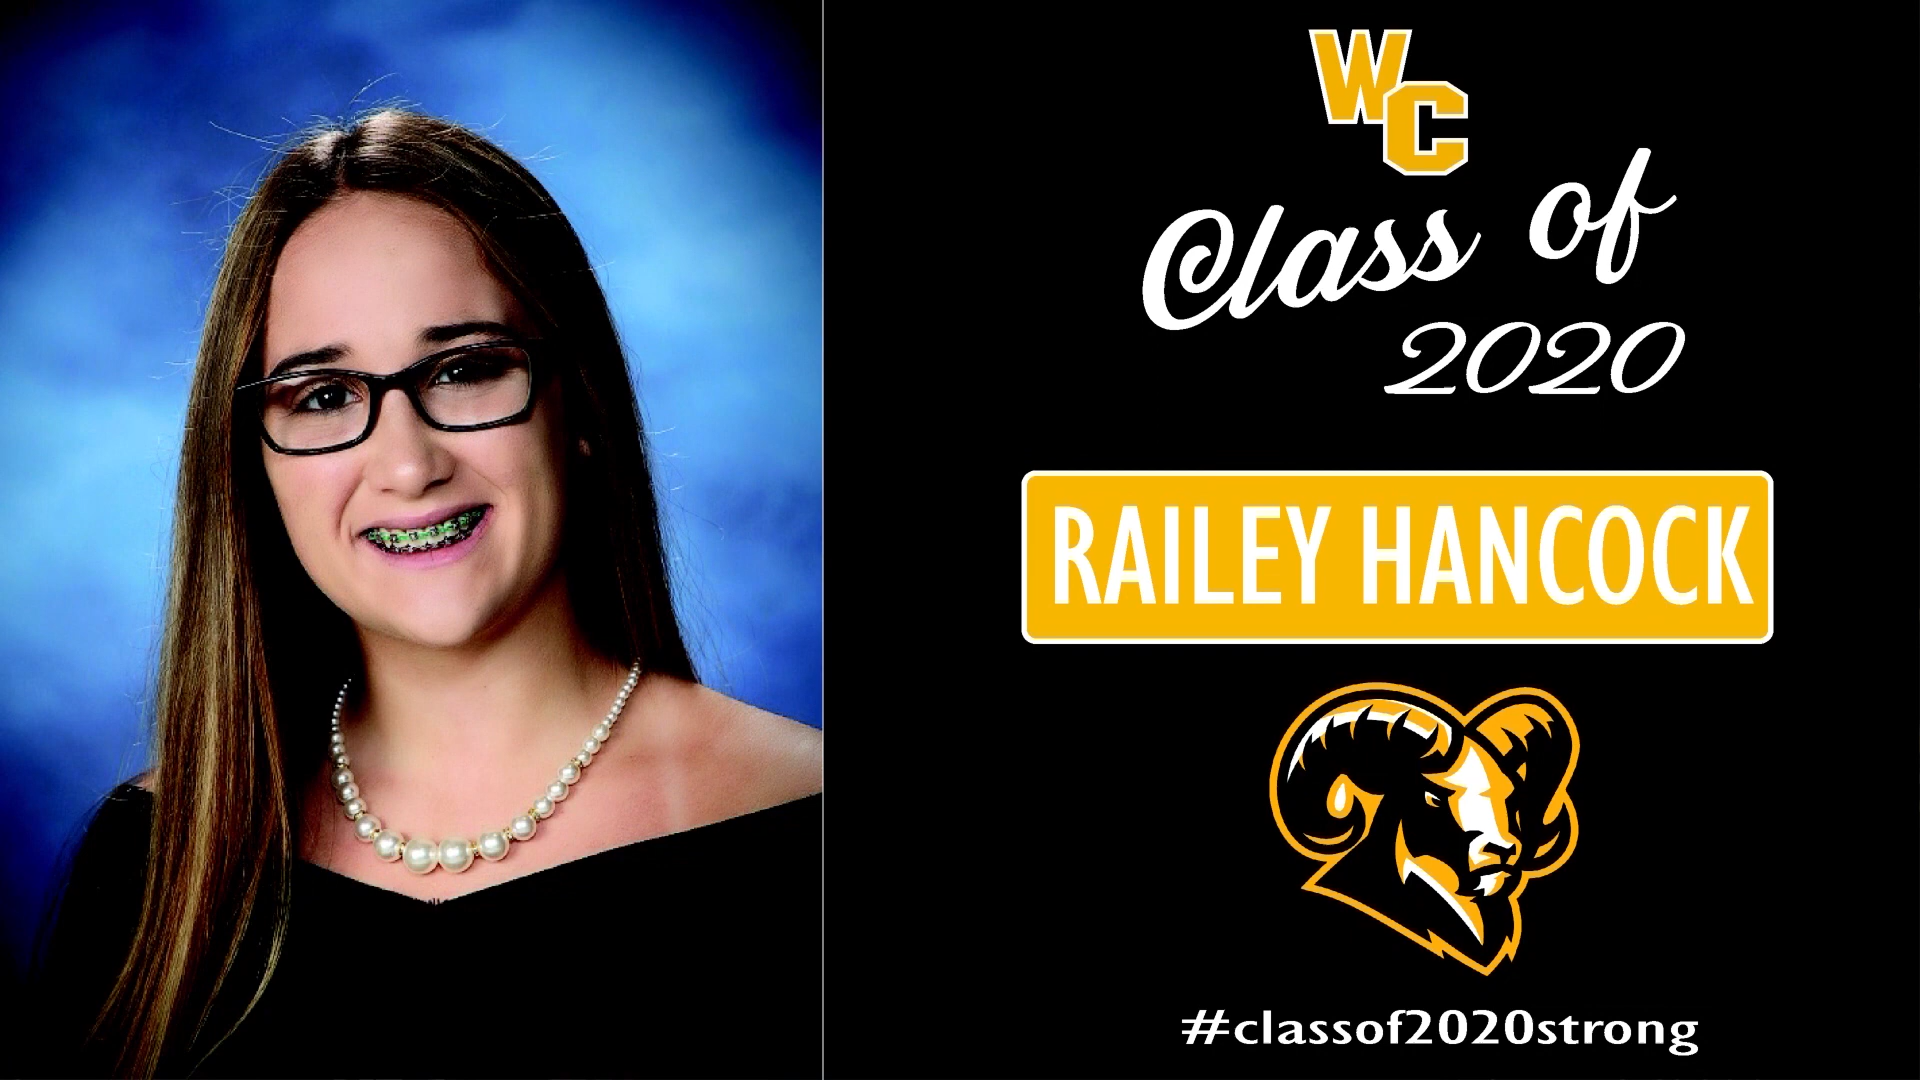 WC
Class of
2020
RAILEY HANCOCK
#classof2020strong